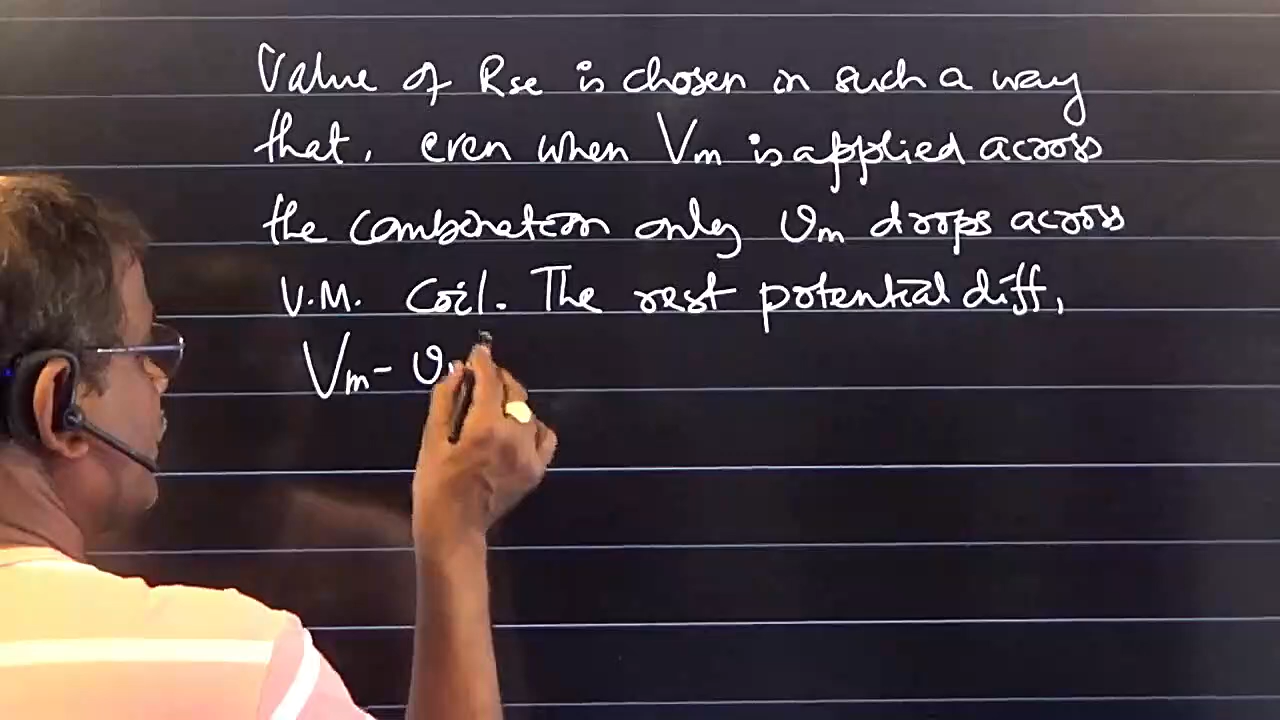 Value of Rse is chosen in such a way
that, even when Vm is applied across
the combination only vm drops across
V.M. Coil. The rest potential diff,
Vm - v